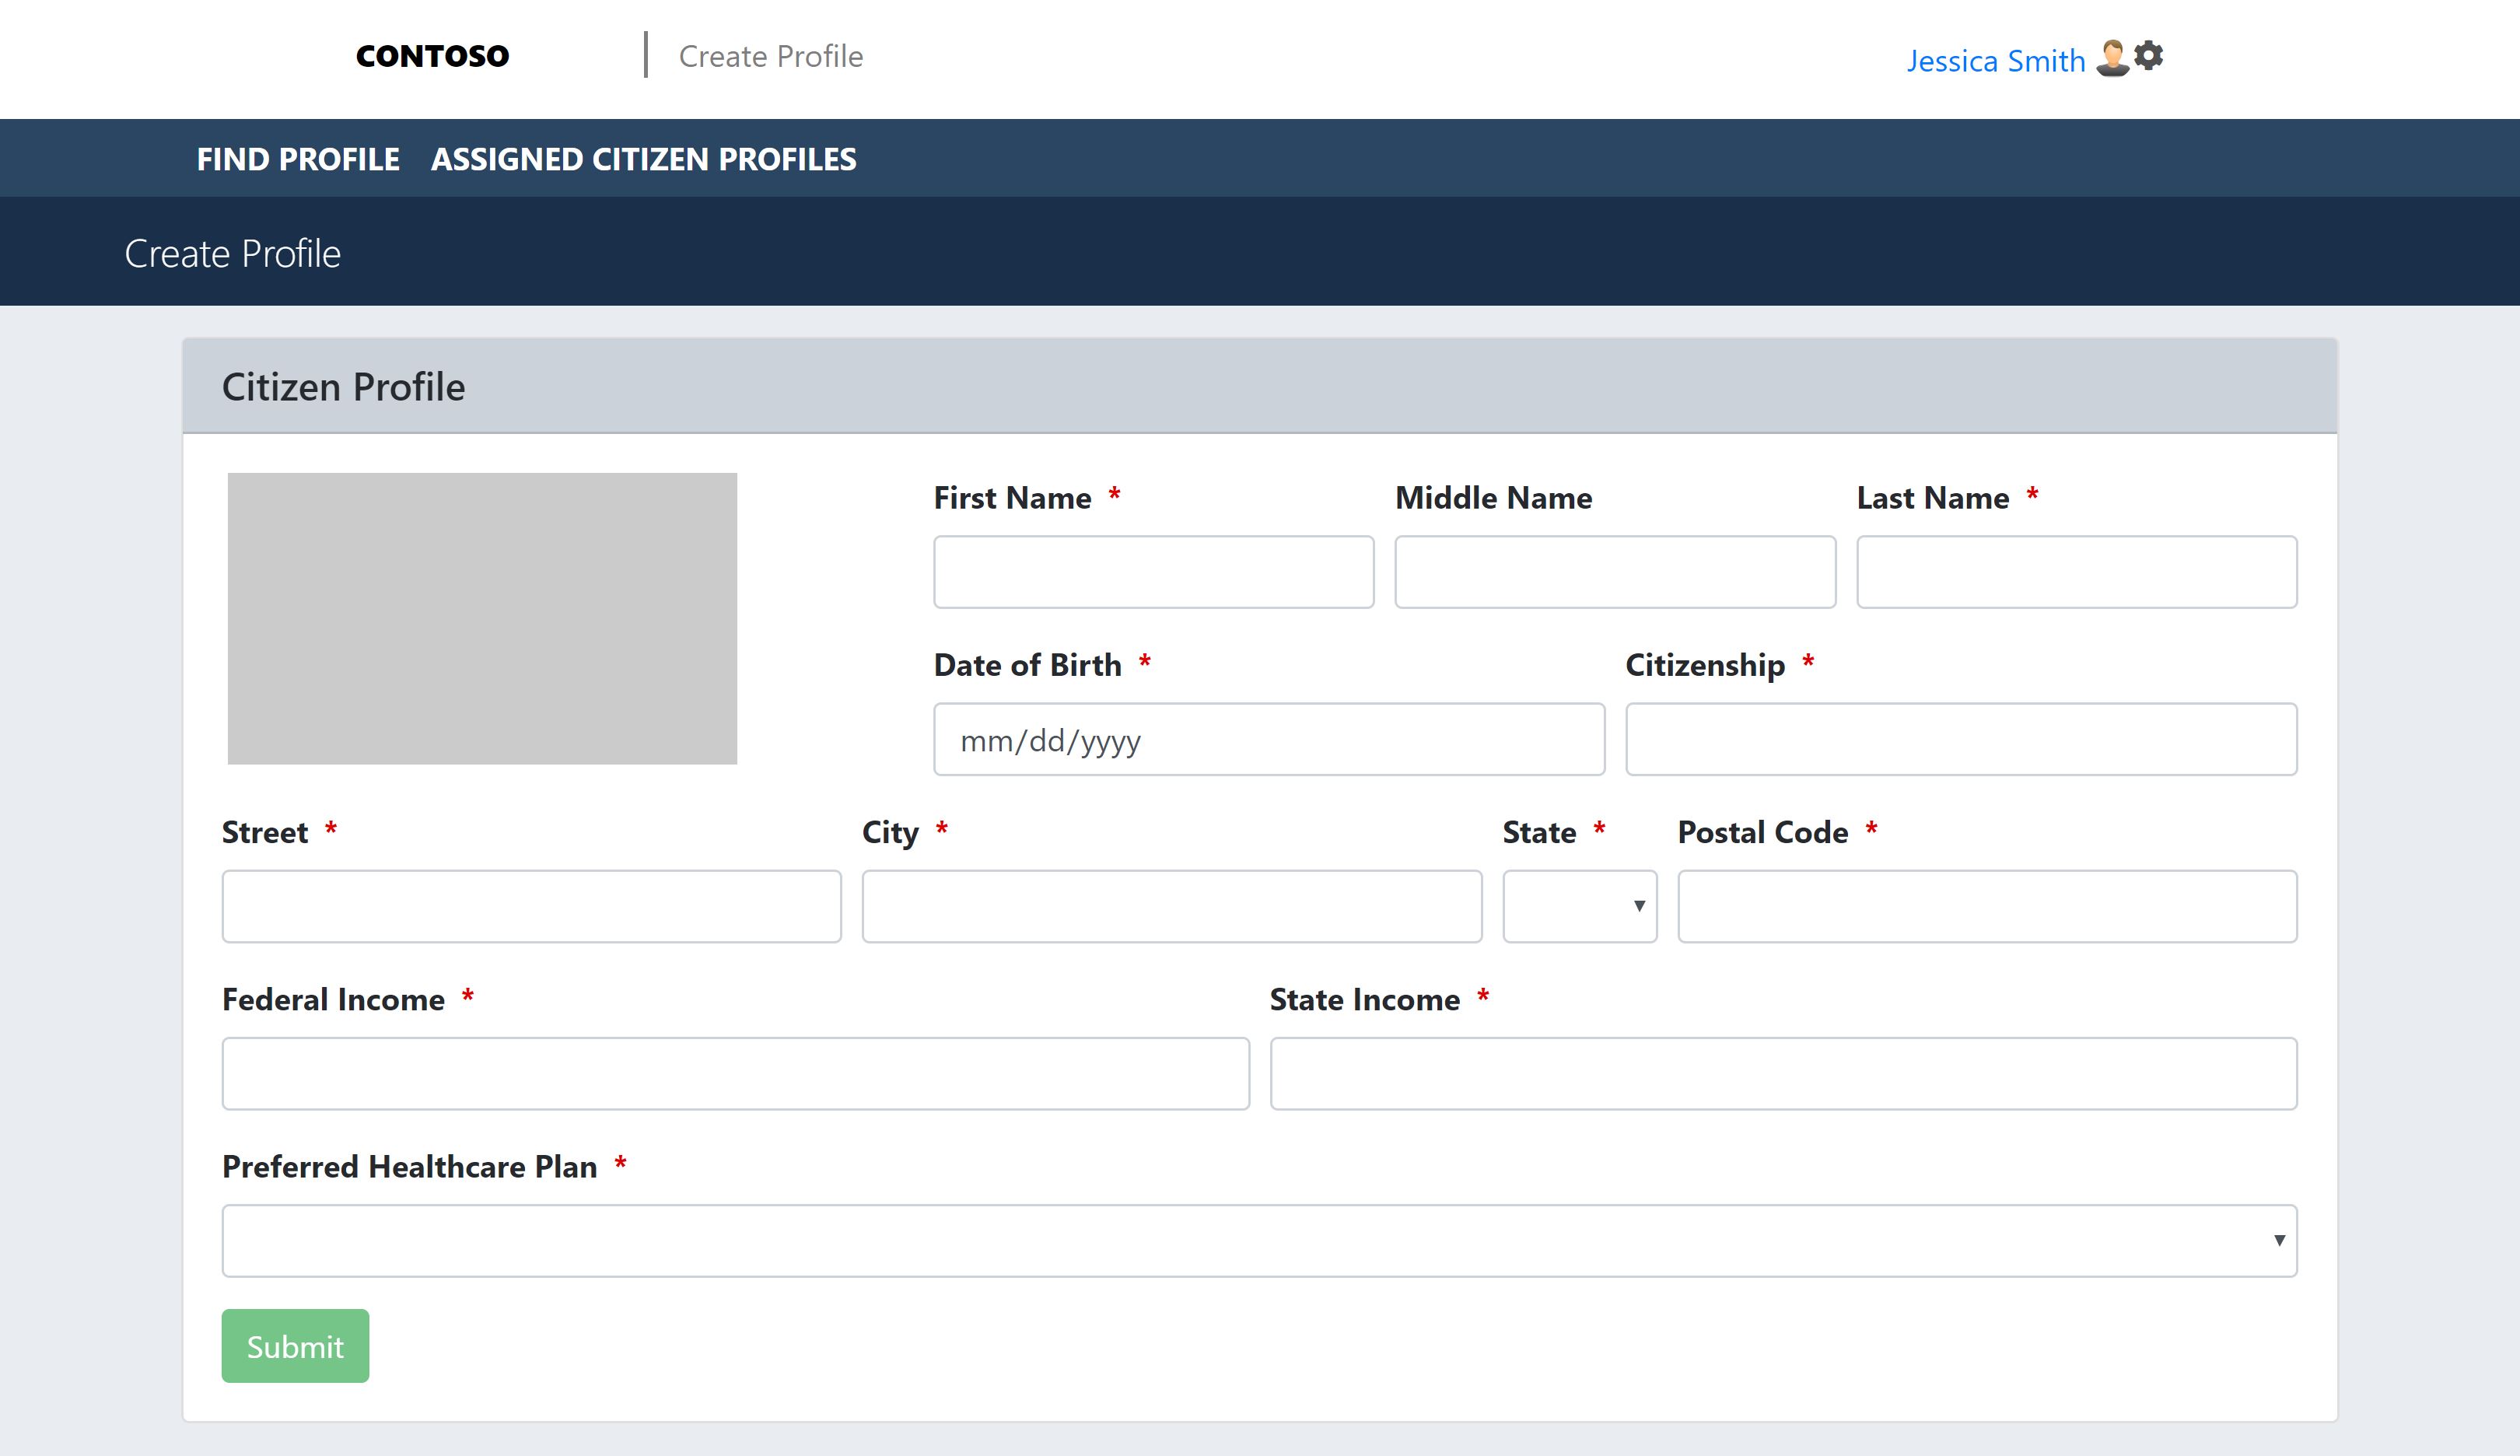 CONTOSO
Create Profile
Jessica Smith
FIND PROFILE ASSIGNED CITIZEN PROFILES
Create Profile
Citizen Profile
First Name * Middle Name Last Name *
Date of Birth * Citizenship *
mm/dd/yyyy
Street * City * State * Postal Code *
Federal Income * State Income *
Preferred Healthcare Plan *
Submit